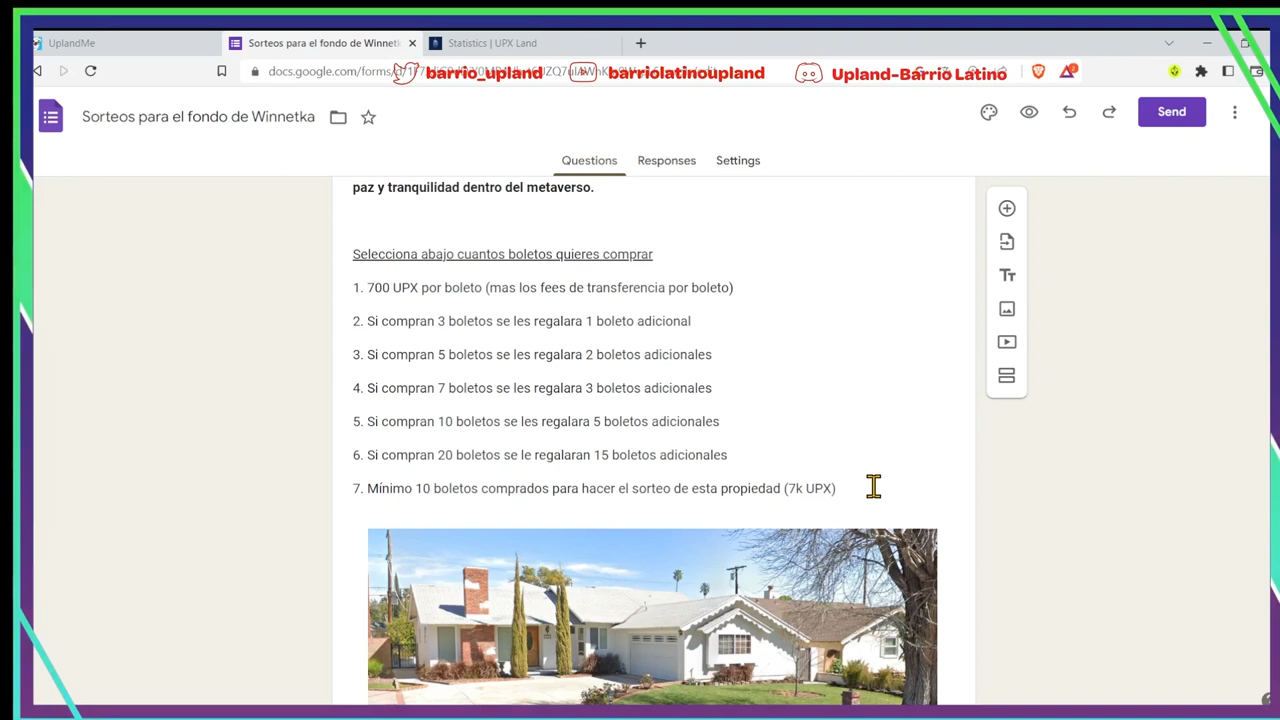 UplandMe
Sorteos para el fondo de Winnet
Statistics | UPX Land
docs.google.com/forms
barrio_upland
barriolatinoupland
Upland-Barrio Latino
Sorteos para el fondo de Winnetka
Send
Questions
Responses
Settings
paz y tranquilidad dentro del metaverso.
Selecciona abajo cuantos boletos quieres comprar
1. 700 UPX por boleto (mas los fees de transferencia por boleto)
2. Si compran 3 boletos se les regalara 1 boleto adicional
3. Si compran 5 boletos se les regalara 2 boletos adicionales
4. Si compran 7 boletos se les regalara 3 boletos adicionales
5. Si compran 10 boletos se les regalara 5 boletos adicionales
6. Si compran 20 boletos se le regalaran 15 boletos adicionales
7. Mínimo 10 boletos comprados para hacer el sorteo de esta propiedad (7k UPX)